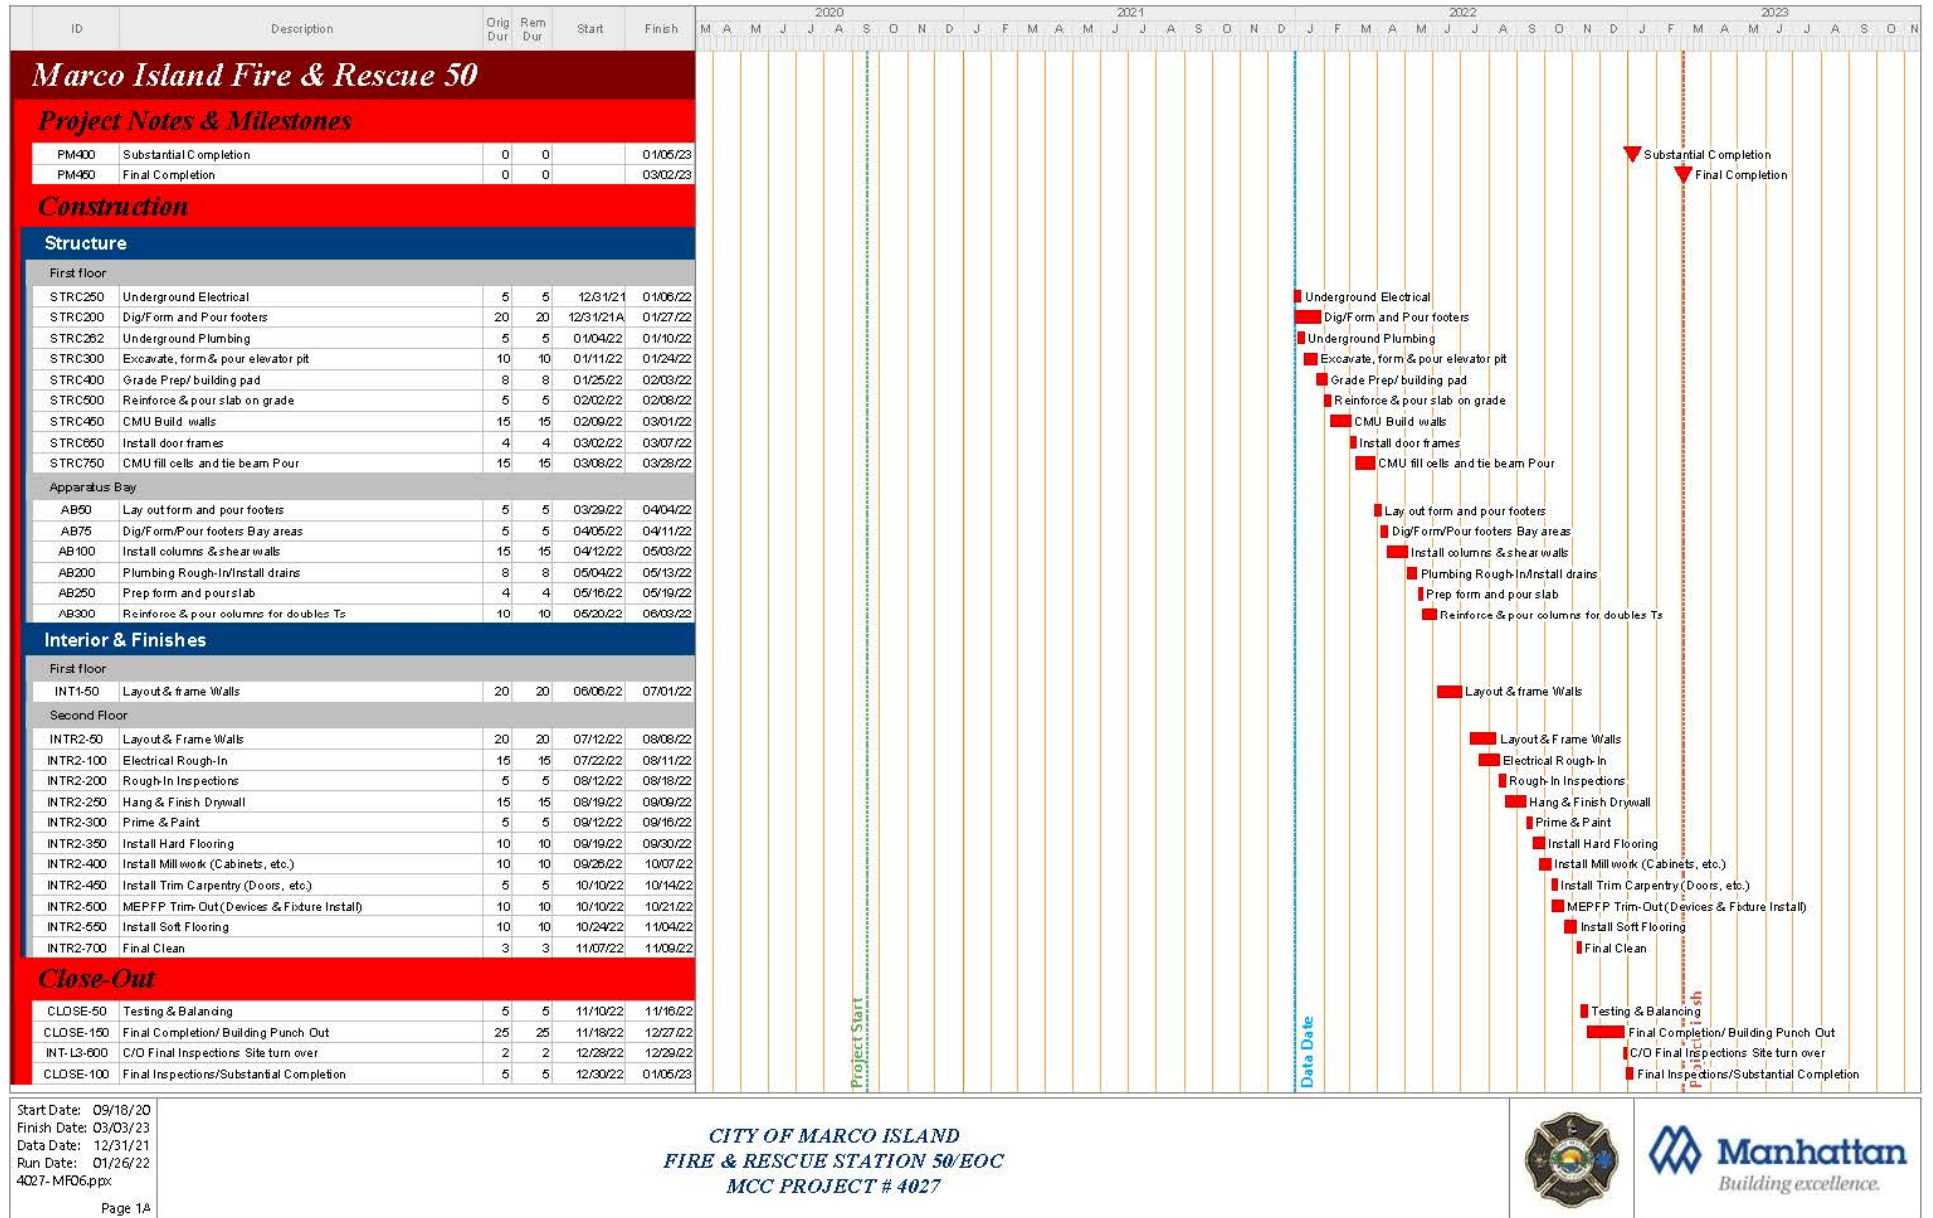 2020 2021 2022 2023
ID Description Orig Dur Rem Dur Start Finish M A M J J A S O N D J F M A M J J A S O N D J F M A M J J A S O N D J F M A M J J A S O N
Marco Island Fire & Rescue 50
Project Notes & Milestones
PM400 Substantial Completion 0 0 01/05/23 Substantial Completion
PM450 Final Completion 0 0 03/02/23 Final Completion
Construction
Structure
First floor
STRC250 Underground Electrical 5 5 12/31/21 01/06/22 Underground Electrical
STRC200 Dig/Form and Pour footers 20 20 12/31/21A 01/27/22 Dig/Form and Pour footers
STRC262 Underground Plumbing 5 5 01/04/22 01/10/22 Underground Plumbing
STRC300 Excavate, form & pour elevator pit 10 10 01/11/22 01/24/22 Excavate, form & pour elevator pit
STRC400 Grade Prep/ building pad 8 8 01/25/22 02/03/22 Grade Prep/ building pad
STRC500 Reinforce & pour slab on grade 5 5 02/02/22 02/08/22 Reinforce & pour slab on grade
STRC450 CMU Build walls 15 15 02/09/22 03/01/22 CMU Build walls
STRC650 Install door frames 4 4 03/02/22 03/07/22 Install door frames
STRC750 CMU fill cells and tie beam Pour 15 15 03/08/22 03/28/22 CMU fill cells and tie beam Pour
Apparatus Bay
AB50 Lay out form and pour footers 5 5 03/29/22 04/04/22 Lay out form and pour footers
AB75 Dig/Form/Pour footers Bay areas 5 5 04/05/22 04/11/22 Dig/Form/Pour footers Bay areas
AB100 Install columns & shear walls 15 15 04/12/22 05/03/22 Install columns & shear walls
AB200 Plumbing Rough-In/Install drains 8 8 05/04/22 05/13/22 Plumbing Rough-In/Install drains
AB250 Prep form and pour slab 4 4 05/16/22 05/19/22 Prep form and pour slab
AB300 Reinforce & pour columns for doubles Ts 10 10 05/20/22 06/03/22 Reinforce & pour columns for doubles Ts
Interior & Finishes
First floor
INT1-50 Layout & frame Walls 20 20 06/06/22 07/01/22 Layout & frame Walls
Second Floor
INTR2-50 Layout & Frame Walls 20 20 07/12/22 08/08/22 Layout & Frame Walls
INTR2-100 Electrical Rough-In 15 15 07/22/22 08/11/22 Electrical Rough-In
INTR2-200 Rough-In Inspections 5 5 08/12/22 08/18/22 Rough-In Inspections
INTR2-250 Hang & Finish Drywall 15 15 08/19/22 09/09/22 Hang & Finish Drywall
INTR2-300 Prime & Paint 5 5 09/12/22 09/16/22 Prime & Paint
INTR2-350 Install Hard Flooring 10 10 09/19/22 09/30/22 Install Hard Flooring
INTR2-400 Install Millwork (Cabinets, etc.) 10 10 09/26/22 10/07/22 Install Millwork (Cabinets, etc.)
INTR2-450 Install Trim Carpentry (Doors, etc.) 5 5 10/10/22 10/14/22 Install Trim Carpentry (Doors, etc.)
INTR2-500 MEPFP Trim-Out (Devices & Fixture Install) 10 10 10/10/22 10/21/22 MEPFP Trim-Out (Devices & Fixture Install)
INTR2-550 Install Soft Flooring 10 10 10/24/22 11/04/22 Install Soft Flooring
INTR2-700 Final Clean 3 3 11/07/22 11/09/22 Final Clean
Close-Out
CLOSE-50 Testing & Balancing 5 5 11/10/22 11/16/22 Testing & Balancing
CLOSE-150 Final Completion/ Building Punch Out 25 25 11/18/22 12/27/22 Final Completion/ Building Punch Out
INT-L3-600 C/O Final Inspections Site turn over 2 2 12/28/22 12/29/22 C/O Final Inspections Site turn over
CLOSE-100 Final Inspections/Substantial Completion 5 5 12/30/22 01/05/23 Final Inspections/Substantial Completion
Project Start
Data Date
Start Date: 09/18/20
Finish Date: 03/03/23
Data Date: 12/31/21
Run Date: 01/26/22
4027-MF06.ppx
Page 1A
CITY OF MARCO ISLAND
FIRE & RESCUE STATION 50/EOC
MCC PROJECT # 4027
Manhattan
Building excellence.